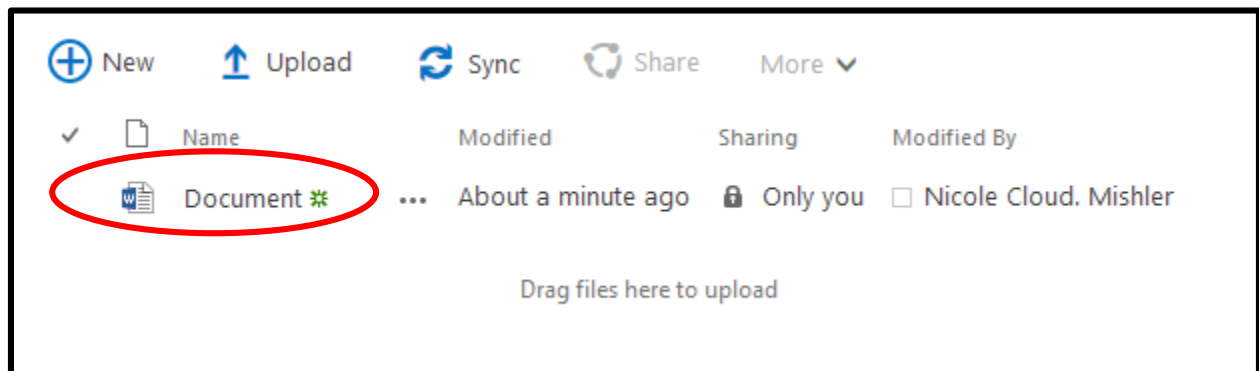 New Upload Sync Share More
Name Modified Sharing Modified By
Document ... About a minute ago Only you Nicole Cloud. Mishler
Drag files here to upload